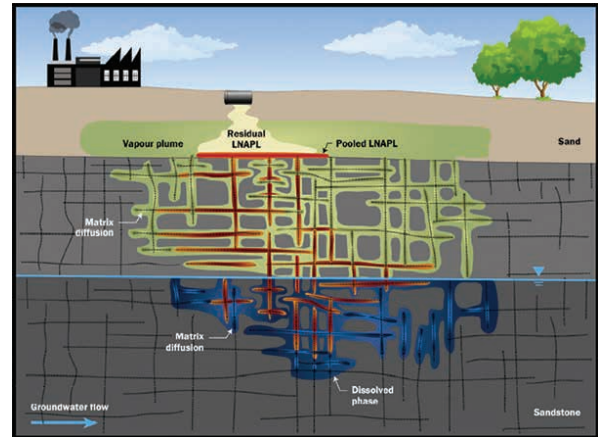 Residual
LNAPL
Vapour plume
Pooled LNAPL
Sand
Matrix
diffusion
Matrix
diffusion
Dissolved
phase
Groundwater flow
Sandstone